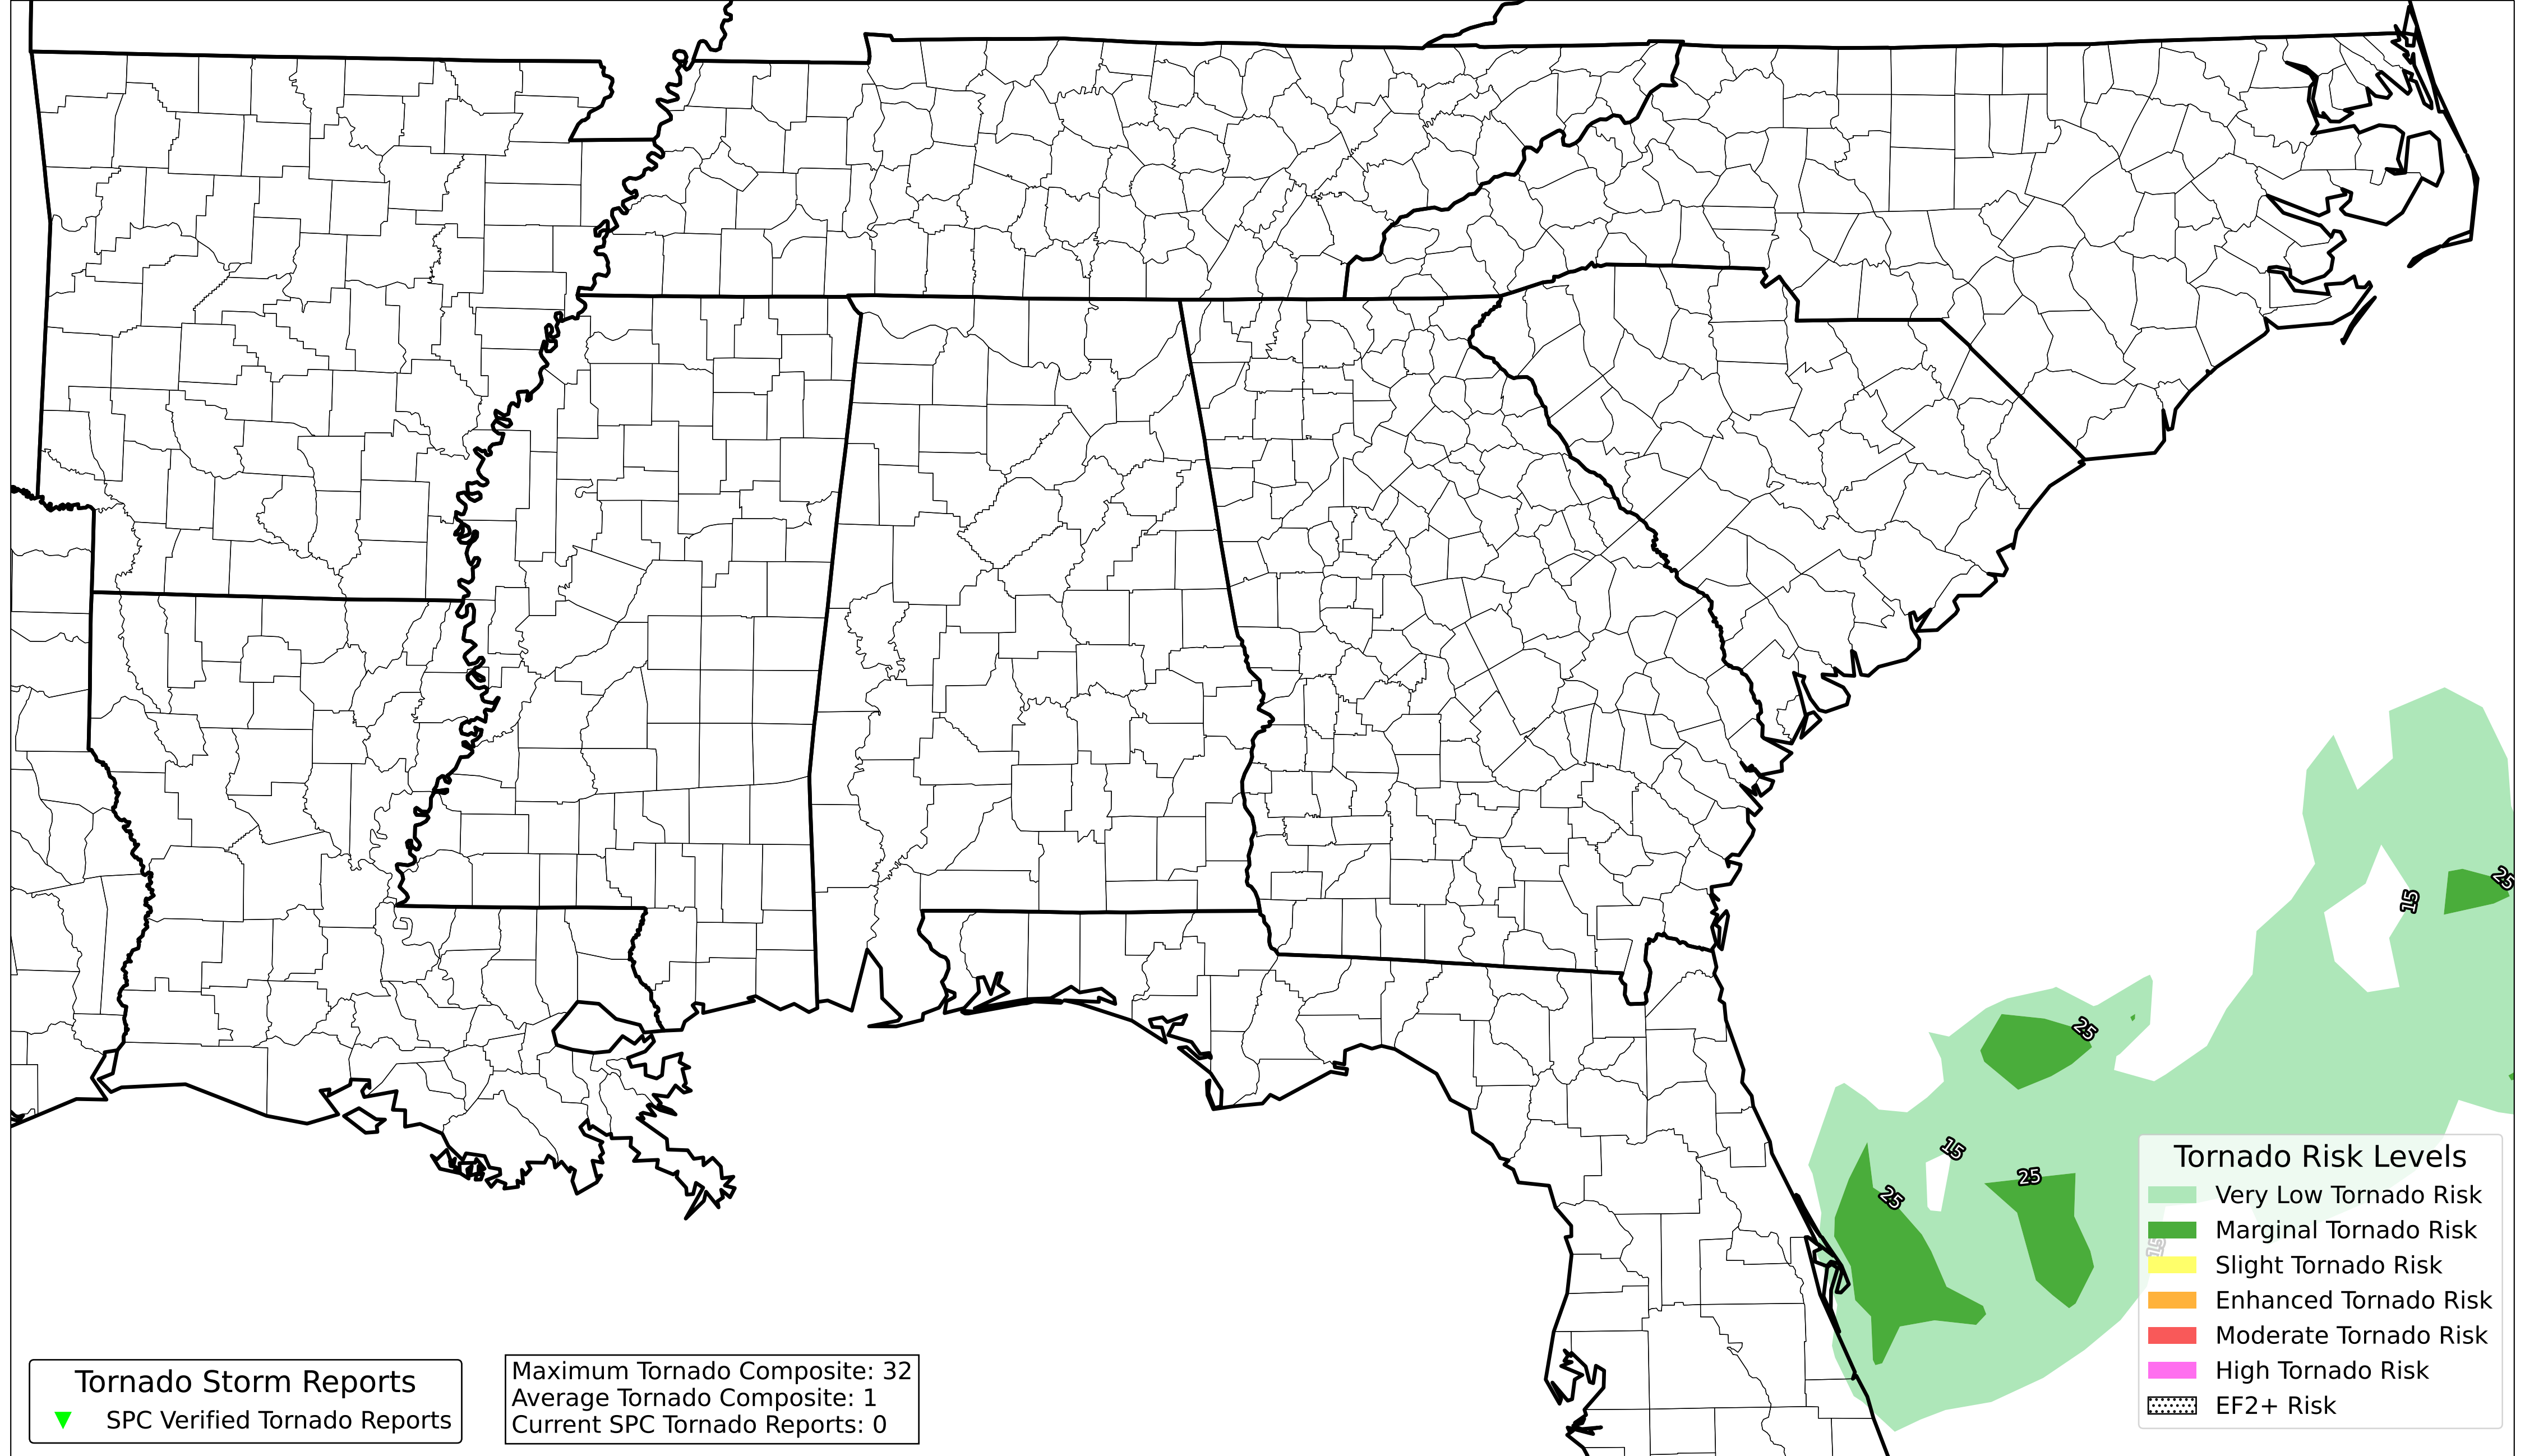 25
15
25
15
25
25
15
Tornado Risk Levels
Very Low Tornado Risk
Marginal Tornado Risk
Slight Tornado Risk
Enhanced Tornado Risk
Moderate Tornado Risk
High Tornado Risk
EF2+ Risk
Tornado Storm Reports
SPC Verified Tornado Reports
Maximum Tornado Composite: 32
Average Tornado Composite: 1
Current SPC Tornado Reports: 0